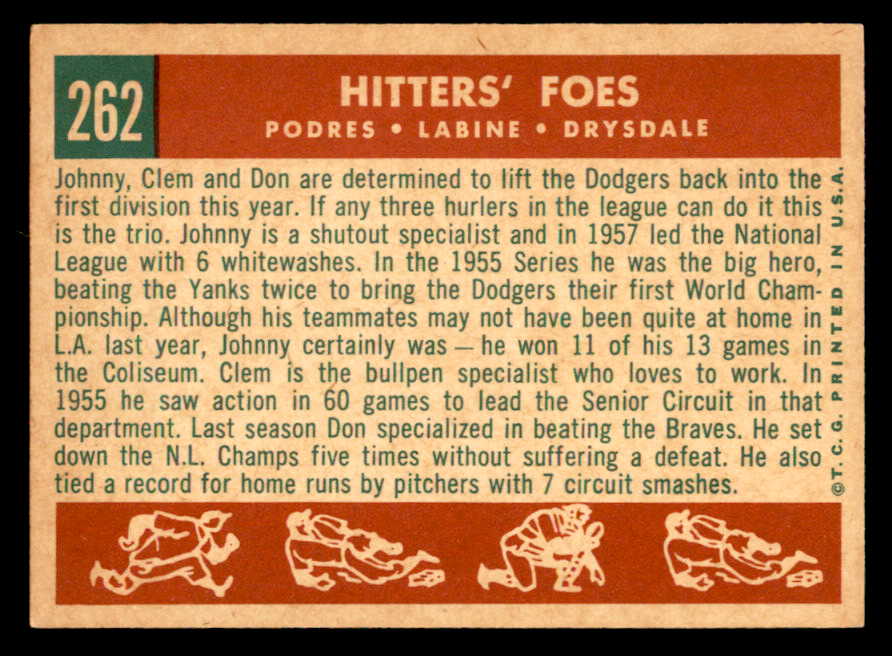 262
HITTERS' FOES
PODRES • LABINE • DRYSDALE
Johnny, Clem and Don are determined to lift the Dodgers back into the
first division this year. If any three hurlers in the league can do it this
is the trio. Johnny is a shutout specialist and in 1957 led the National
League with 6 whitewashes. In the 1955 Series he was the big hero,
beating the Yanks twice to bring the Dodgers their first World Cham-
pionship. Although his teammates may not have been quite at home in
L.A. last year, Johnny certainly was — he won 11 of his 13 games in
the Coliseum. Clem is the bullpen specialist who loves to work. In
1955 he saw action in 60 games to lead the Senior Circuit in that
department. Last season Don specialized in beating the Braves. He set
down the N.L. Champs five times without suffering a defeat. He also
tied a record for home runs by pitchers with 7 circuit smashes.
©T.C.G. PRINTED IN U.S.A.